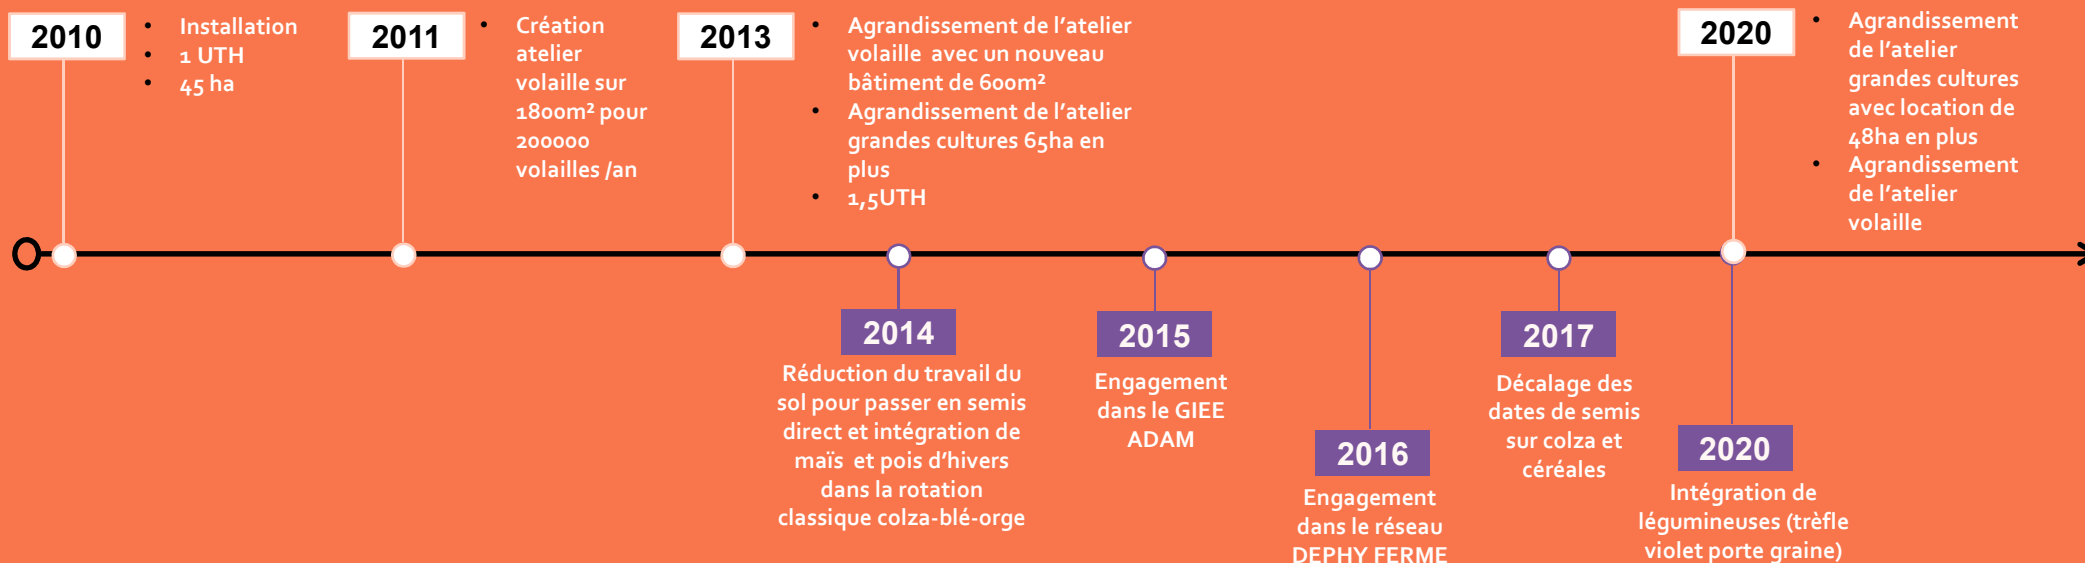 2010
• Installation
• 1 UTH
• 45 ha
2011
• Création
atelier
volaille sur
1800m² pour
200000
volailles /an
2013
• Agrandissement de l’atelier
volaille avec un nouveau
bâtiment de 600m²
• Agrandissement de l’atelier
grandes cultures 65ha en
plus
• 1,5UTH
2020
• Agrandissement
de l’atelier
grandes cultures
avec location de
48ha en plus
• Agrandissement
de l’atelier
volaille
2014
Réduction du travail du
sol pour passer en semis
direct et intégration de
maïs et pois d’hivers
dans la rotation
classique colza-blé-orge
2015
Engagement
dans le GIEE
ADAM
2016
Engagement
dans le réseau
DEPHY FERME
2017
Décalage des
dates de semis
sur colza et
céréales
2020
Intégration de
légumineuses (trèfle
violet porte graine)